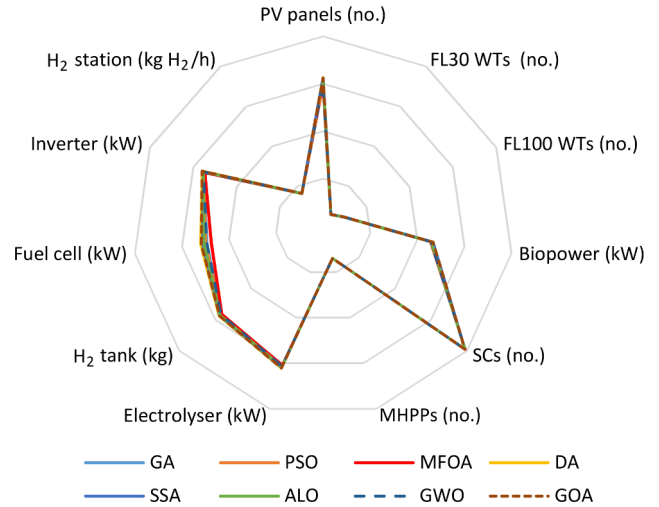 PV panels (no.)
H₂ station (kg H₂/h)
FL30 WTs (no.)
Inverter (kW)
FL100 WTs (no.)
Fuel cell (kW)
Biopower (kW)
H₂ tank (kg)
SCs (no.)
Electrolyser (kW)
MHPPs (no.)
GA PSO MFOA DA
SSA ALO GWO GOA